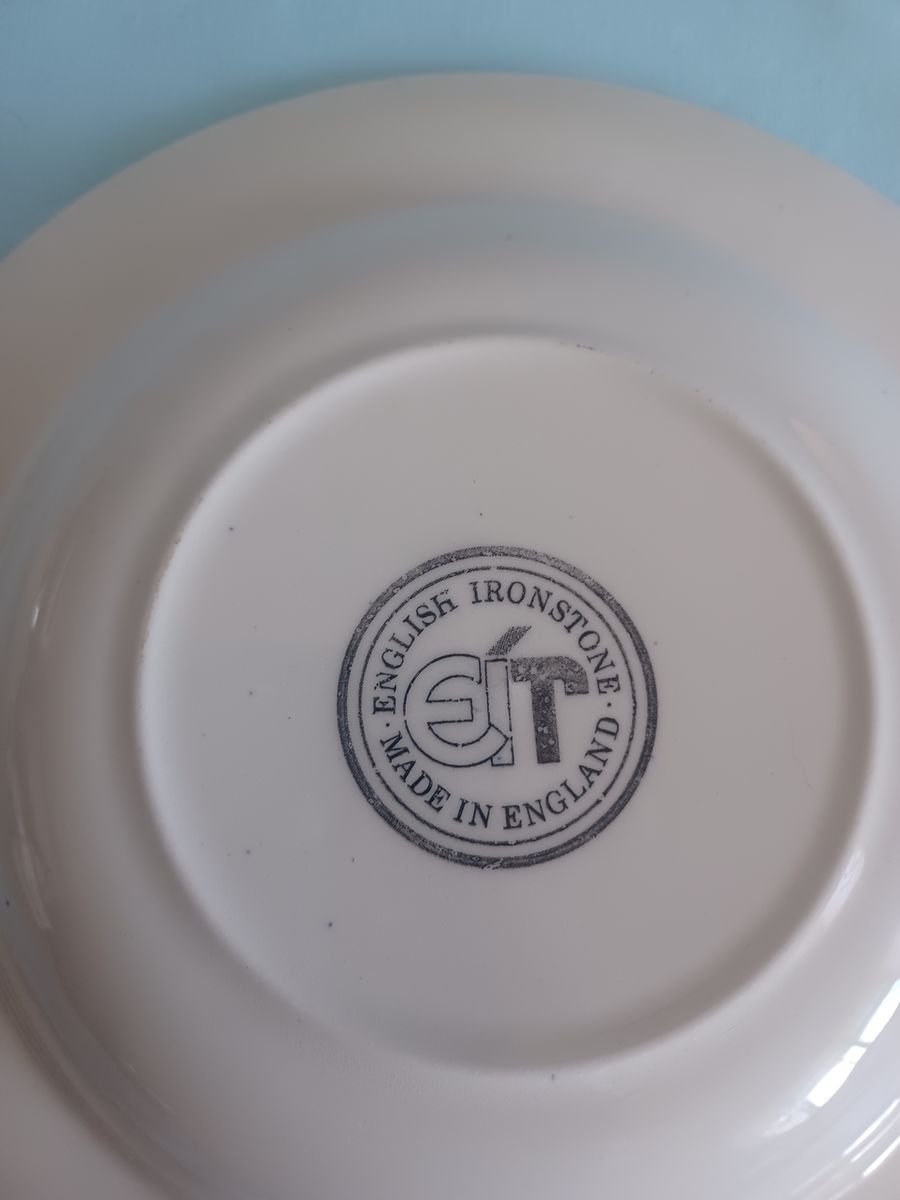 · ENGLISH IRONSTONE ·
EIT
MADE IN ENGLAND